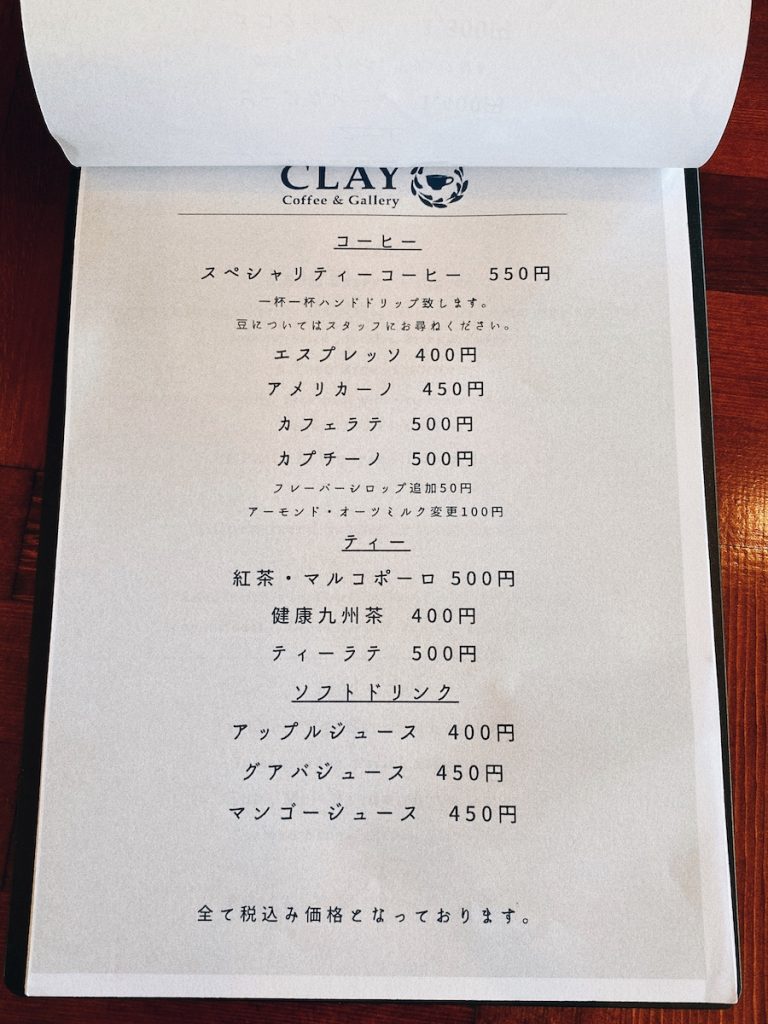 CLAY
Coffee & Gallery
コーヒー
スペシャリティーコーヒー 550円
一杯一杯ハンドドリップ致します。
豆についてはスタッフにお尋ねください。
エスプレッソ 400円
アメリカーノ 450円
カフェラテ 500円
カプチーノ 500円
フレーバーシロップ追加50円
アーモンド・オーツミルク変更100円
ティー
紅茶・マルコポーロ 500円
健康九州茶 400円
ティーラテ 500円
ソフトドリンク
アップルジュース 400円
グアバジュース 450円
マンゴージュース 450円
全て税込み価格となっております。